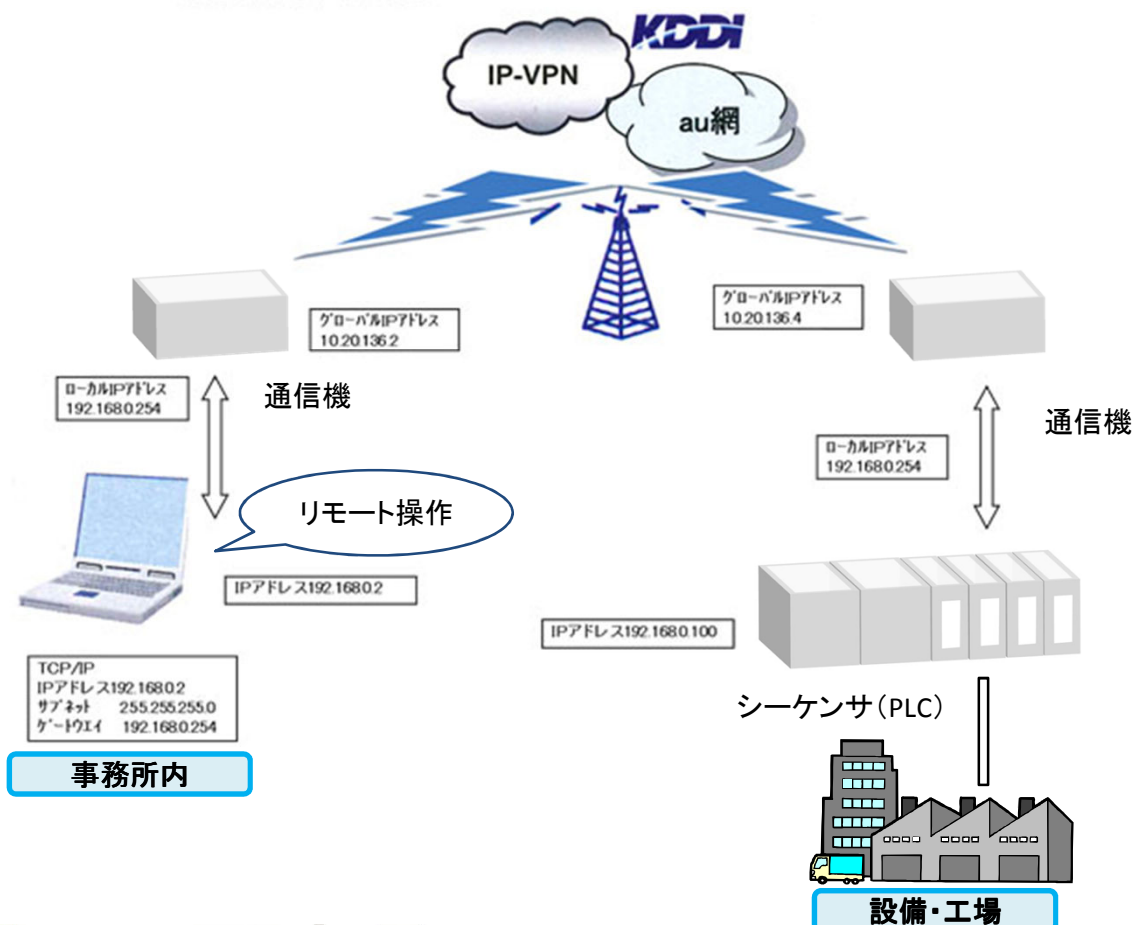 KDDI
IP-VPN
au網
グローバルIPアドレス
10.20.136.2
グローバルIPアドレス
10.20.136.4
ローカルIPアドレス
192.168.0.254
通信機
ローカルIPアドレス
192.168.0.254
通信機
リモート操作
IPアドレス192.168.0.2
IPアドレス192.168.0.100
TCP/IP
IPアドレス192.168.0.2
サブネット 255.255.255.0
ゲートウエイ 192.168.0.254
事務所内
シーケンサ（PLC）
設備・工場